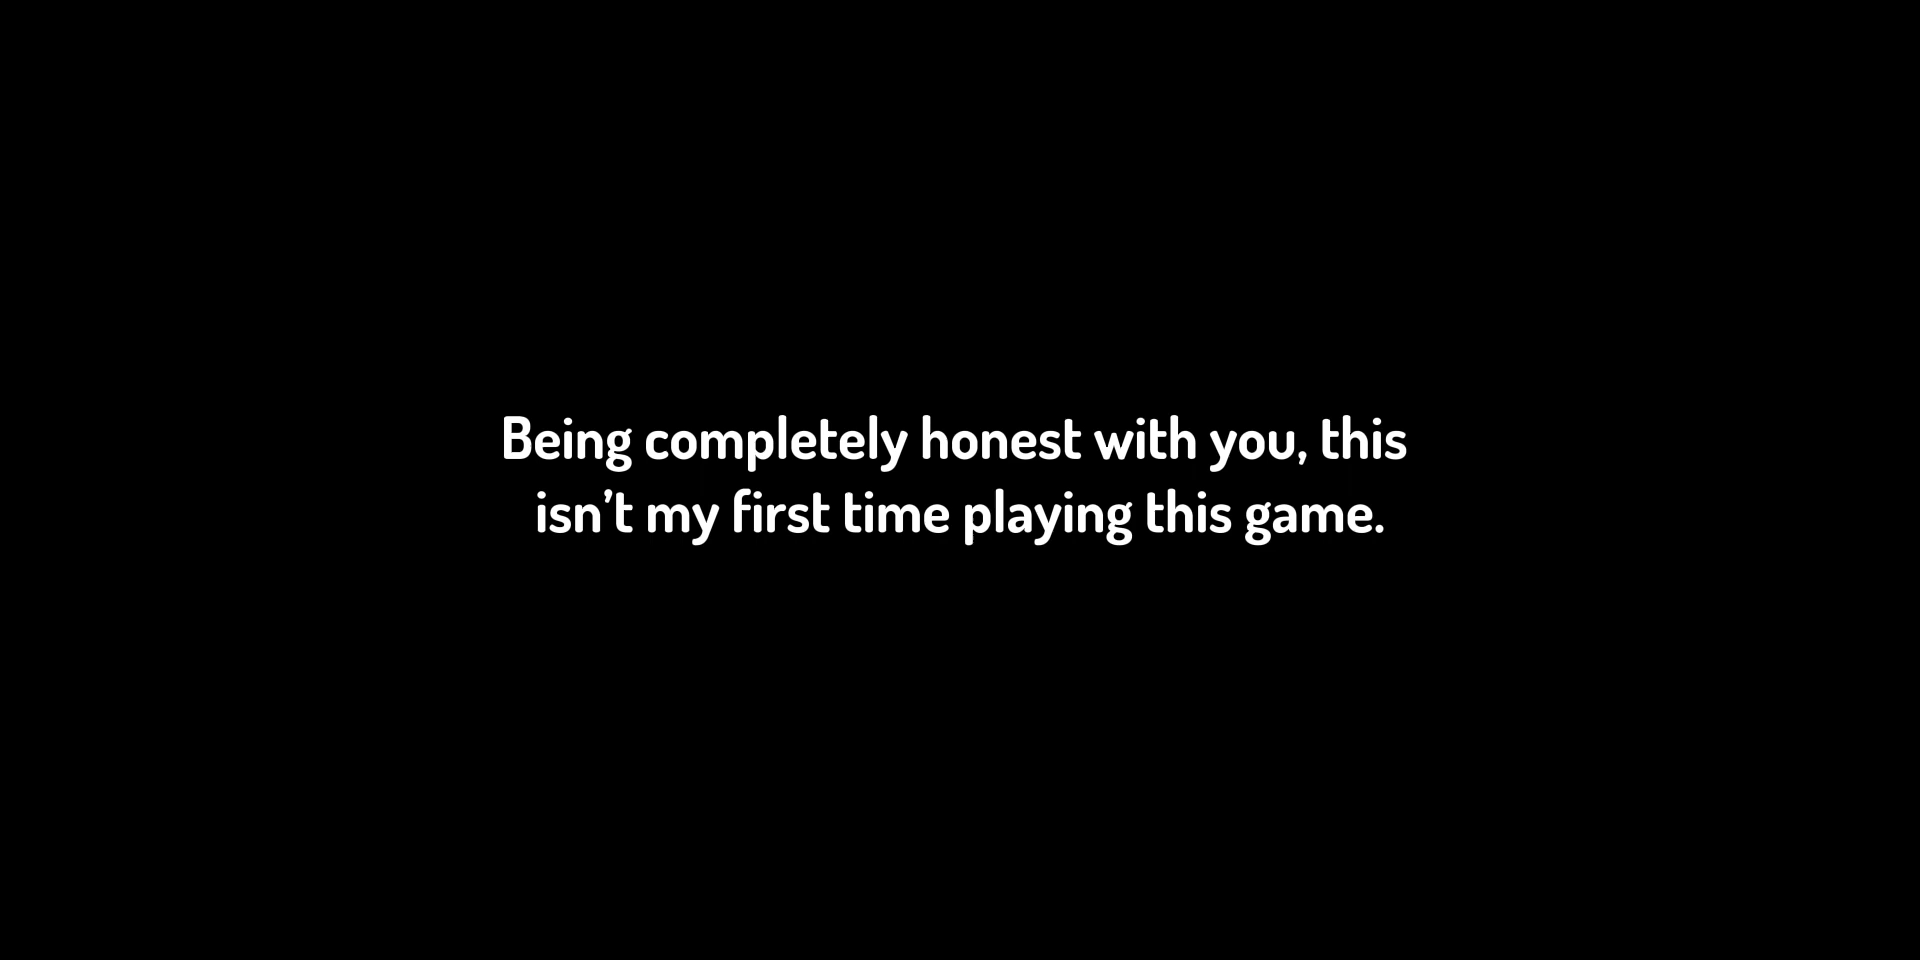 Being completely honest with you, this
isn’t my first time playing this game.